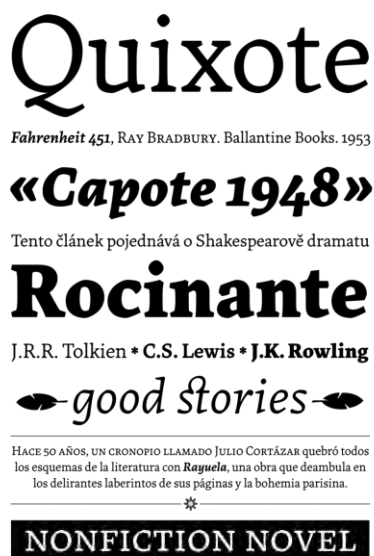 Quixote
Fahrenheit 451, RAY BRADBURY. Ballantine Books. 1953
«Capote 1948»
Tento článek pojednává o Shakespearově dramatu
Rocinante
J.R.R. Tolkien * C.S. Lewis * J.K. Rowling
good stories
HACE 50 AÑOS, UN CRONOPIO LLAMADO JULIO CORTÁZAR quebró todos
los esquemas de la literatura con Rayuela, una obra que deambula en
los delirantes laberintos de sus páginas y la bohemia parisina.
NONFICTION NOVEL